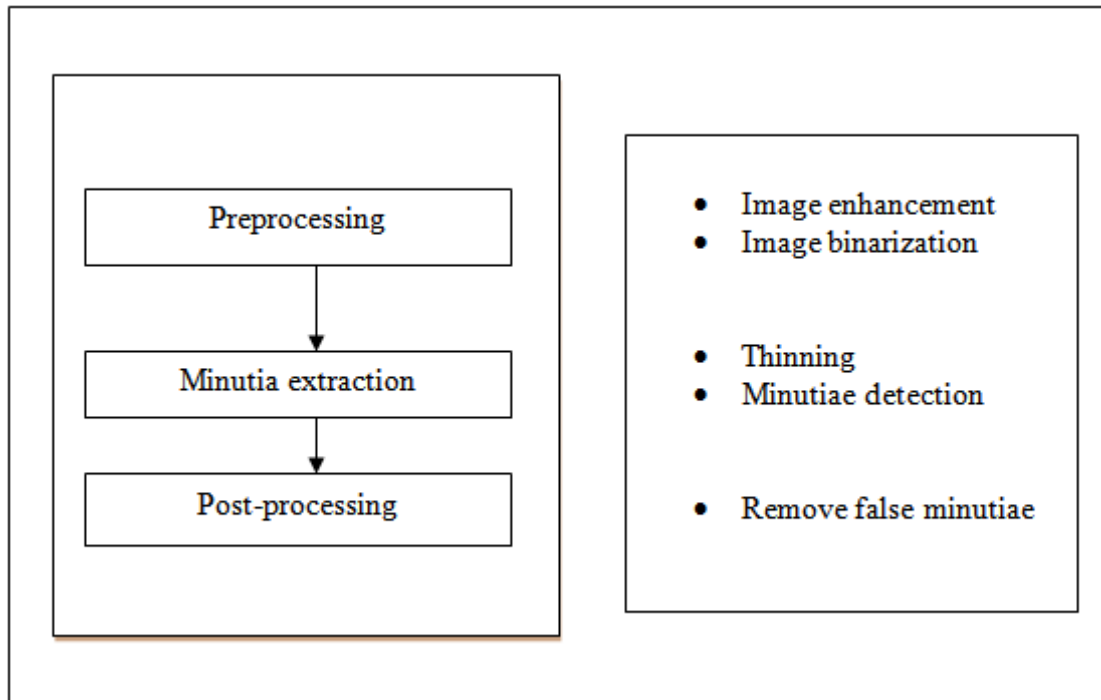 Preprocessing
Minutia extraction
Post-processing
• Image enhancement
• Image binarization
• Thinning
• Minutiae detection
• Remove false minutiae